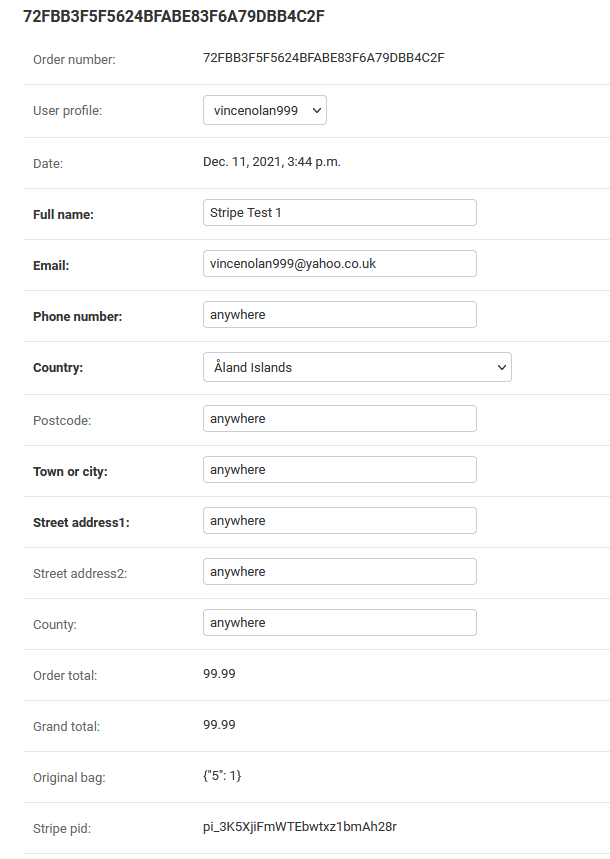 72FBB3F5F5624BFABE83F6A79DBB4C2F
Order number: 72FBB3F5F5624BFABE83F6A79DBB4C2F
User profile: vincenolan999
Date: Dec. 11, 2021, 3:44 p.m.
Full name: Stripe Test 1
Email: vincenolan999@yahoo.co.uk
Phone number: anywhere
Country: Åland Islands
Postcode: anywhere
Town or city: anywhere
Street address1: anywhere
Street address2: anywhere
County: anywhere
Order total: 99.99
Grand total: 99.99
Original bag: {"5": 1}
Stripe pid: pi_3K5XjiFmWTEbwtxz1bmAh28r